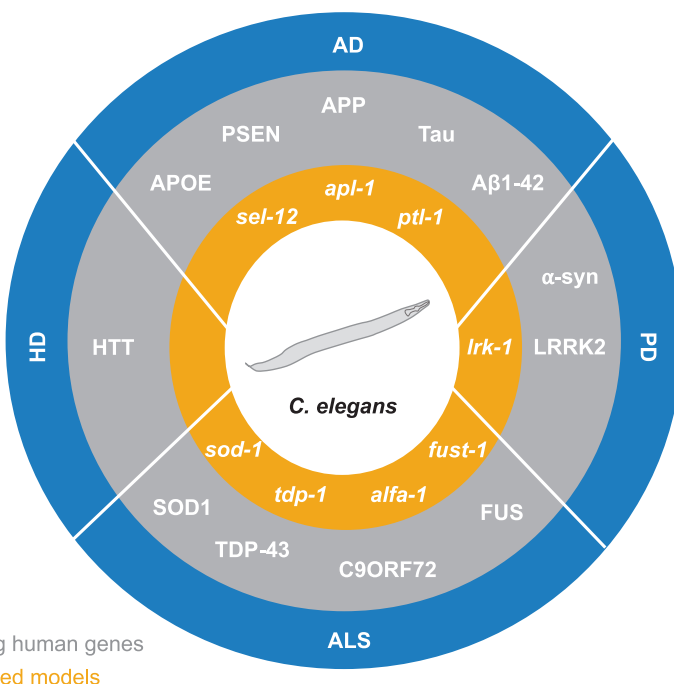 AD
APP
PSEN
Tau
APOE
Aβ1-42
apl-1
sel-12
ptl-1
α-syn
HD
HTT
lrk-1
LRRK2
PD
C. elegans
sod-1
fust-1
tdp-1
alfa-1
SOD1
FUS
TDP-43
C9ORF72
ALS
human genes
models